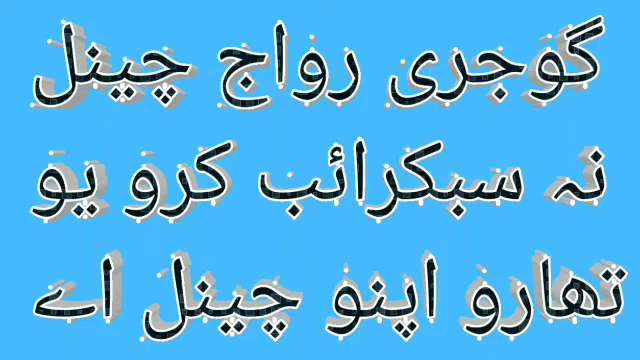 گوجری رواج چینل
نہ سبکرائب کرو یو
تھارو اپنو چینل اے